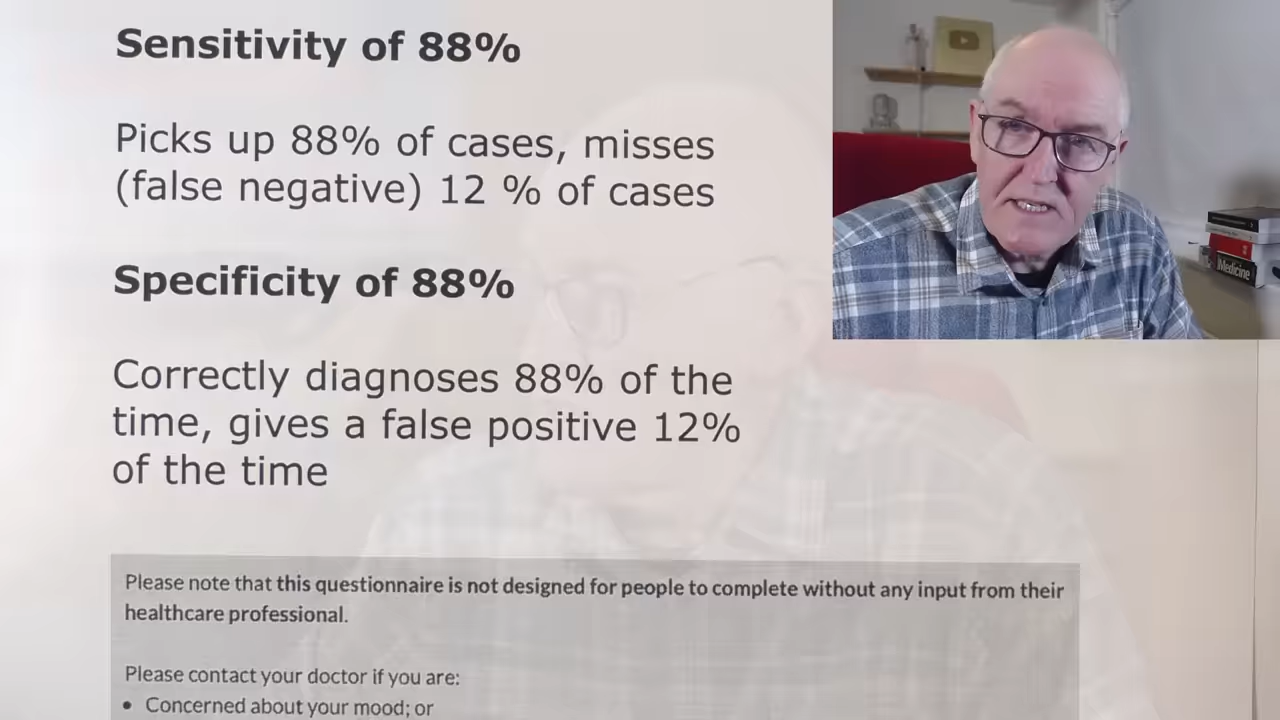 Sensitivity of 88%
Picks up 88% of cases, misses
(false negative) 12 % of cases
Specificity of 88%
Correctly diagnoses 88% of the
time, gives a false positive 12%
of the time
Please note that this questionnaire is not designed for people to complete without any input from their
healthcare professional.
Please contact your doctor if you are:
• Concerned about your mood; or
Medicine